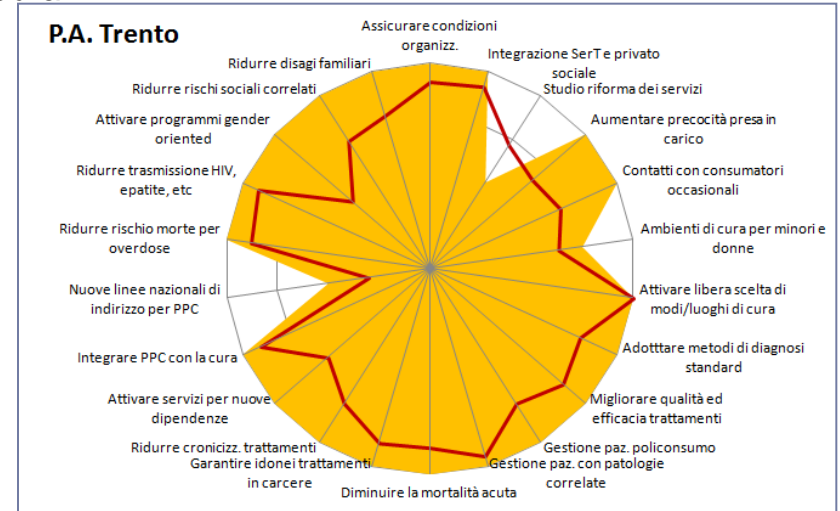 P.A. Trento
Assicurare condizioni
organizz.
Integrazione SerT e privato
sociale
Studio riforma dei servizi
Aumentare precocità presa in
carico
Contatti con consumatori
occasionali
Ambienti di cura per minori e
donne
Attivare libera scelta di
modi/luoghi di cura
Adotttare metodi di diagnosi
standard
Migliorare qualità ed
efficacia trattamenti
Gestione paz. policonsumo
Gestione paz. con patologie
correlate
Diminuire la mortalità acuta
Garantire idonei trattamenti
in carcere
Ridurre cronicizz. trattamenti
Attivare servizi per nuove
dipendenze
Integrare PPC con la cura
Nuove linee nazionali di
indirizzo per PPC
Ridurre rischio morte per
overdose
Ridurre trasmissione HIV,
epatite, etc
Attivare programmi gender
oriented
Ridurre rischi sociali correlati
Ridurre disagi familiari